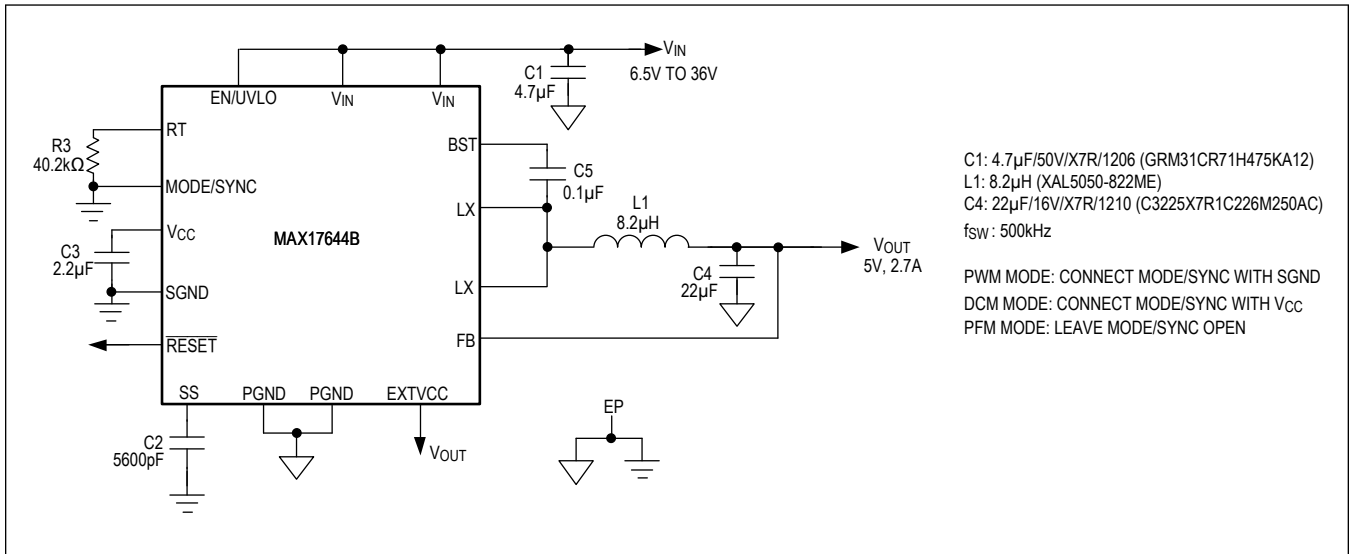 VIN
6.5V TO 36V
C1
4.7µF
EN/UVLO
VIN
VIN
RT
R3
40.2kΩ
MODE/SYNC
VCC
C3
2.2µF
SGND
RESET
SS
PGND
PGND
EXTVCC
C2
5600pF
VOUT
MAX17644B
BST
C5
0.1µF
LX
L1
8.2µH
LX
C4
22µF
FB
VOUT
5V, 2.7A
EP
C1: 4.7µF/50V/X7R/1206 (GRM31CR71H475KA12)
L1: 8.2µH (XAL5050-822ME)
C4: 22µF/16V/X7R/1210 (C3225X7R1C226M250AC)
fSW : 500kHz
PWM MODE: CONNECT MODE/SYNC WITH SGND
DCM MODE: CONNECT MODE/SYNC WITH VCC
PFM MODE: LEAVE MODE/SYNC OPEN